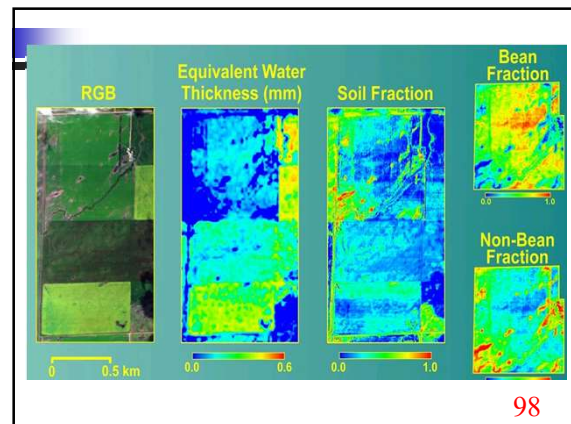 RGB
Equivalent Water
Thickness (mm)
Soil Fraction
Bean
Fraction
0.0 1.0
Non-Bean
Fraction
0 0.5 km
0.0 0.6
0.0 1.0
98